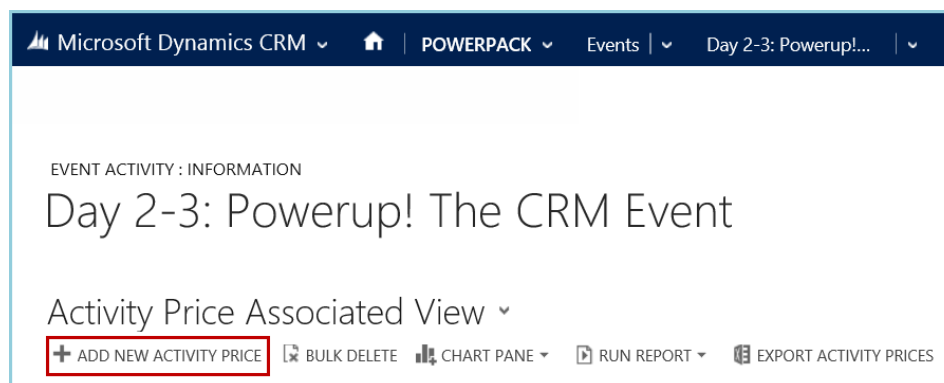 Microsoft Dynamics CRM POWERPACK Events Day 2-3: Powerup!...
EVENT ACTIVITY : INFORMATION
Day 2-3: Powerup! The CRM Event
Activity Price Associated View
ADD NEW ACTIVITY PRICE BULK DELETE CHART PANE RUN REPORT EXPORT ACTIVITY PRICES